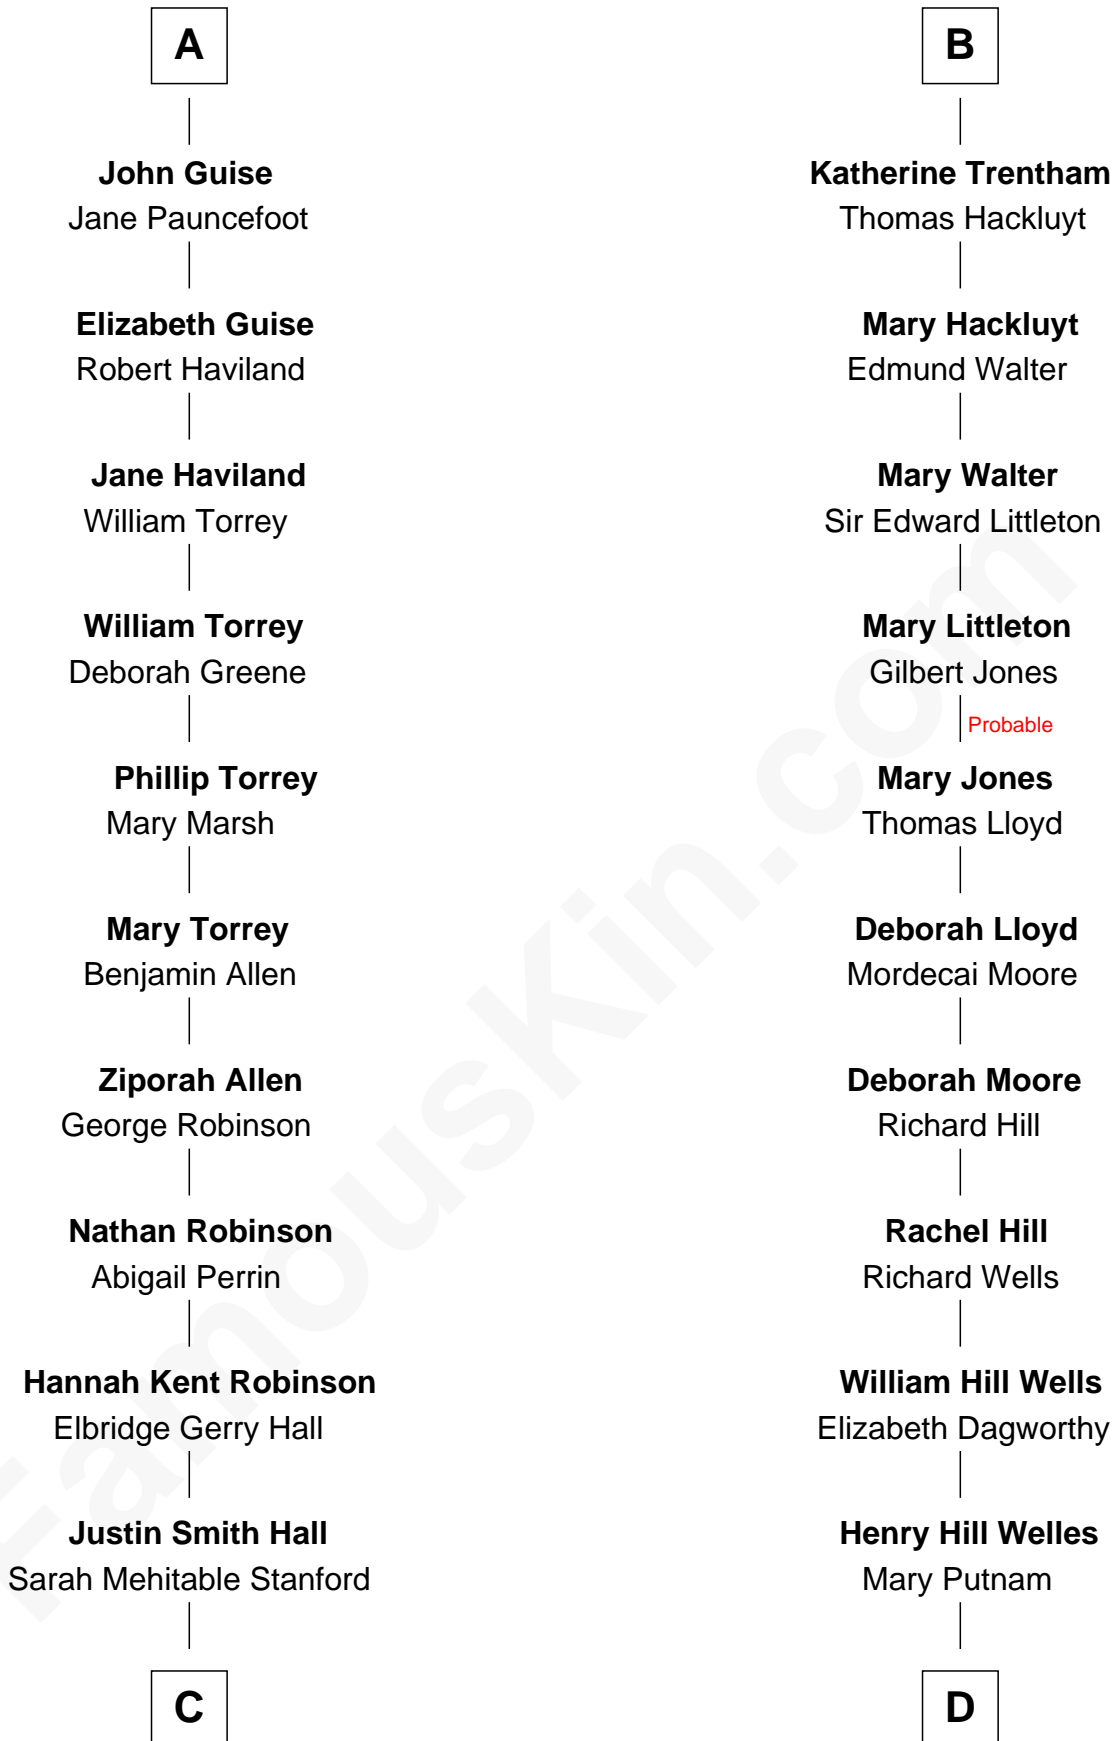 A
John Guise
Jane Pauncefoot
Elizabeth Guise
Robert Haviland
Jane Haviland
William Torrey
William Torrey
Deborah Greene
Phillip Torrey
Mary Marsh
Mary Torrey
Benjamin Allen
Ziporah Allen
George Robinson
Nathan Robinson
Abigail Perrin
Hannah Kent Robinson
Elbridge Gerry Hall
Justin Smith Hall
Sarah Mehitable Stanford
C
B
Katherine Trentham
Thomas Hackluyt
Mary Hackluyt
Edmund Walter
Mary Walter
Sir Edward Littleton
Mary Littleton
Gilbert Jones
Probable
Mary Jones
Thomas Lloyd
Deborah Lloyd
Mordecai Moore
Deborah Moore
Richard Hill
Rachel Hill
Richard Wells
William Hill Wells
Elizabeth Dagworthy
Henry Hill Welles
Mary Putnam
D
FamousKin.com